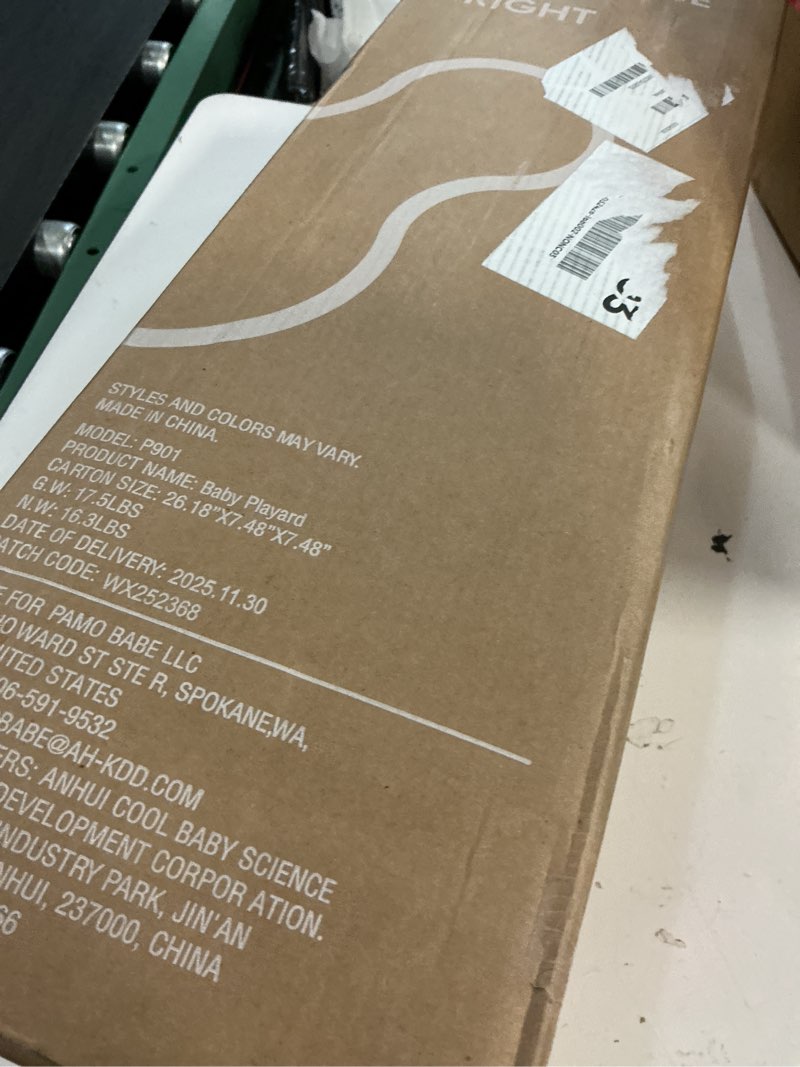 RIGHT
STYLES AND COLORS MAY VARY.
MADE IN CHINA.
MODEL: P901
PRODUCT NAME: Baby Playard
CARTON SIZE: 26.18"X7.48"X7.48"
G.W: 17.5LBS
N.W: 16.3LBS
DATE OF DELIVERY: 2025.11.30
ATCH CODE: WX252368
E FOR PAMO BABE LLC
HOWARD ST STE R, SPOKANE,WA,
ITED STATES
06-591-9532
BABE@AH-KDD.COM
ERS: ANHUI COOL BABY SCIENCE
DEVELOPMENT CORPOR ATION.
INDUSTRY PARK, JIN'AN
NHUI, 237000, CHINA
66